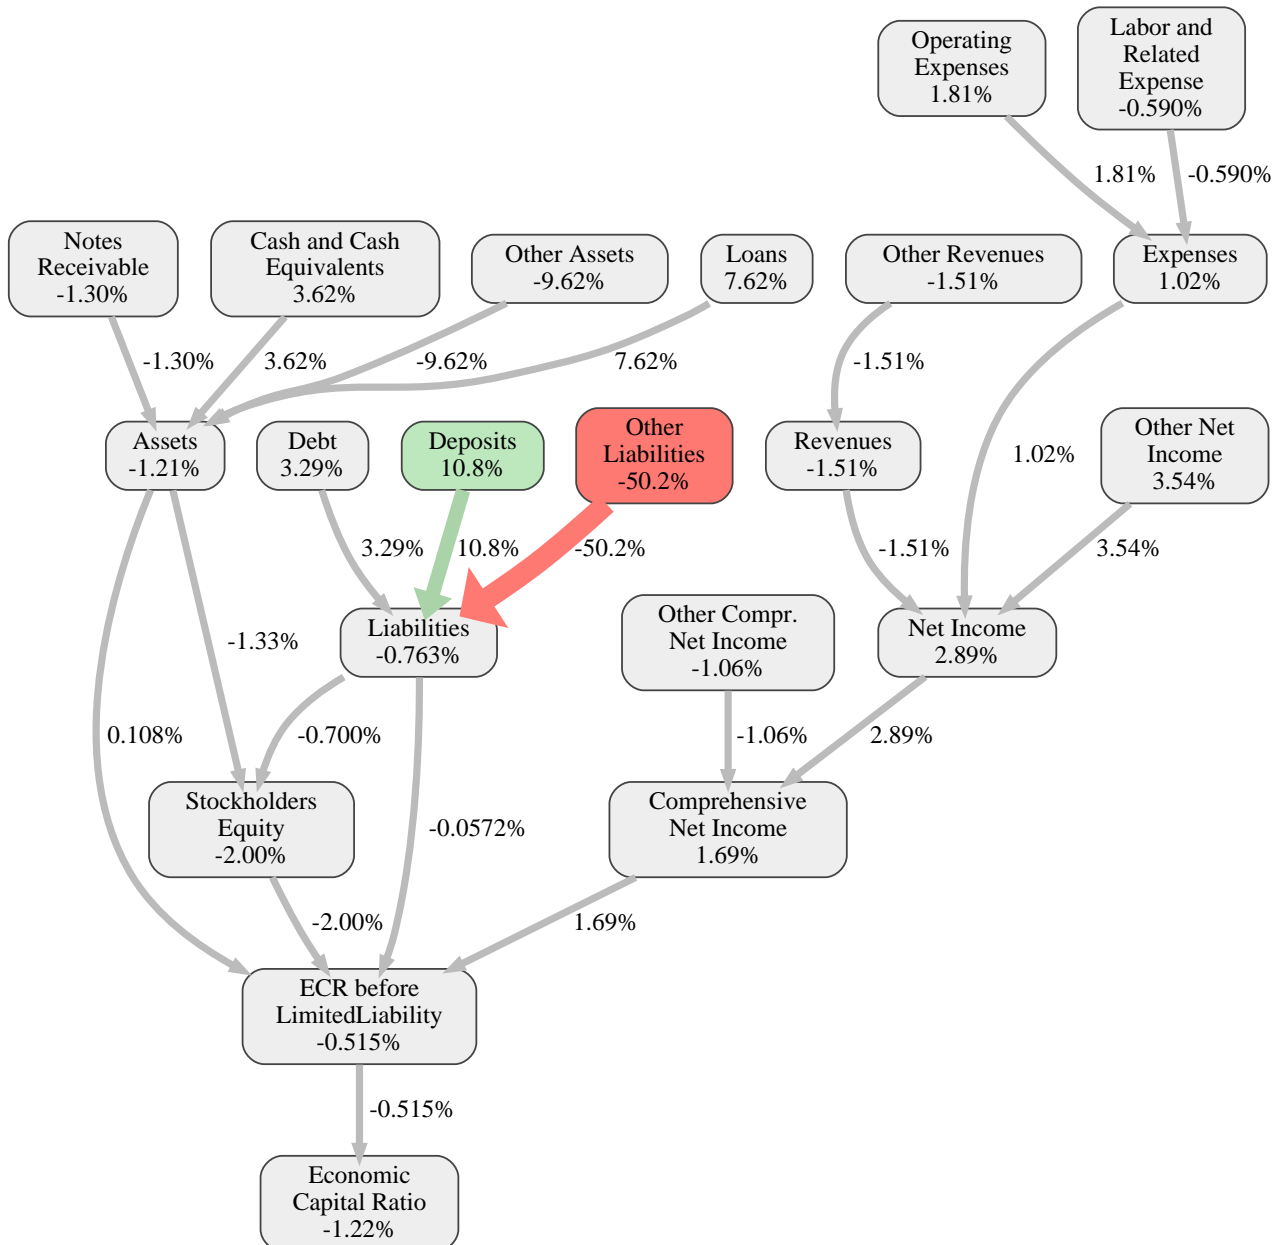 Operating
Expenses
1.81%
Labor and
Related
Expense
-0.590%
1.81%
-0.590%
Notes
Receivable
-1.30%
Cash and Cash
Equivalents
3.62%
Other Assets
-9.62%
Loans
7.62%
Other Revenues
-1.51%
Expenses
1.02%
-1.30%
3.62%
-9.62%
7.62%
-1.51%
Assets
-1.21%
Debt
3.29%
Deposits
10.8%
Other
Liabilities
-50.2%
Revenues
-1.51%
1.02%
Other Net
Income
3.54%
3.29%
10.8%
-50.2%
-1.51%
3.54%
-1.33%
Liabilities
-0.763%
Other Compr.
Net Income
-1.06%
Net Income
2.89%
0.108%
-0.700%
-1.06%
2.89%
Stockholders
Equity
-2.00%
-0.0572%
Comprehensive
Net Income
1.69%
-2.00%
1.69%
ECR before
LimitedLiability
-0.515%
-0.515%
Economic
Capital Ratio
-1.22%